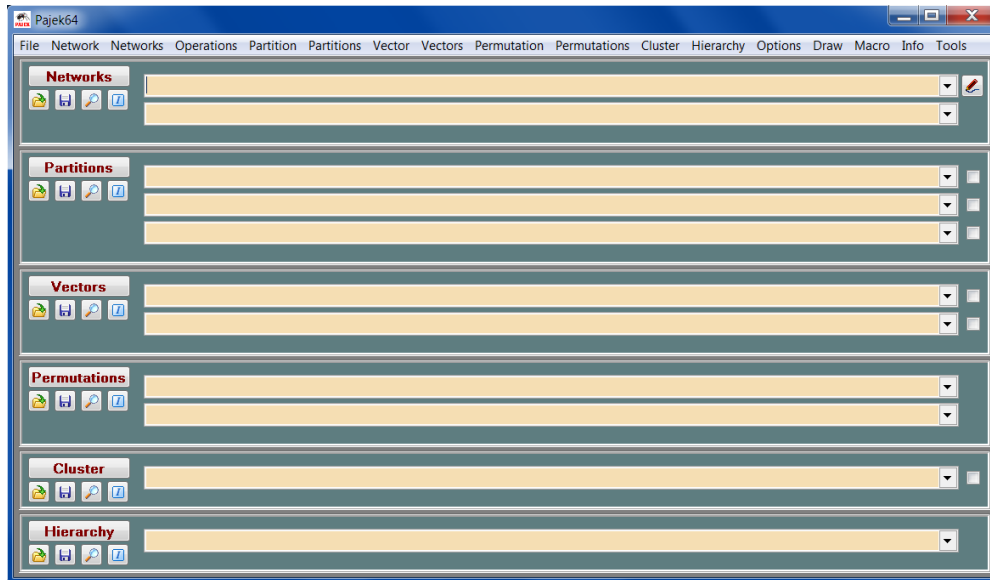 Pajek64
File Network Networks Operations Partition Partitions Vector Vectors Permutation Permutations Cluster Hierarchy Options Draw Macro Info Tools
Networks
Partitions
Vectors
Permutations
Cluster
Hierarchy